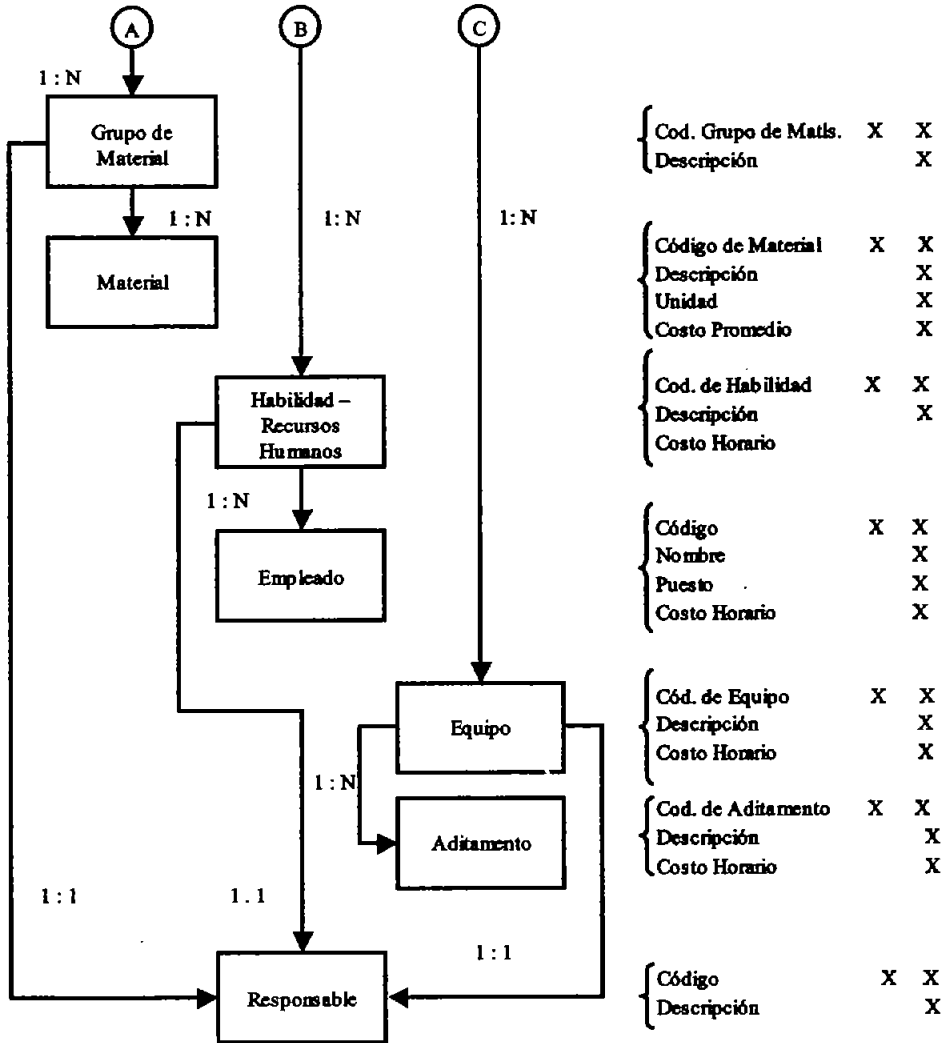 A B C
1 : N
Grupo de
Material
Cod. Grupo de Matls. X X
Descripción X
1 : N 1: N 1: N
Material
Código de Material X X
Descripción X
Unidad X
Costo Promedio X
Habilidad –
Recursos
Humanos
Cod. de Habilidad X X
Descripción X
Costo Horario
1 : N
Empleado
Código X X
Nombre X
Puesto X
Costo Horario X
Equipo
Cód. de Equipo X X
Descripción X
Costo Horario X
1 : N
Aditamento
Cod. de Aditamento X X
Descripción X
Costo Horario X
1 : 1 1 . 1
1 : 1
Responsable
Código X X
Descripción X